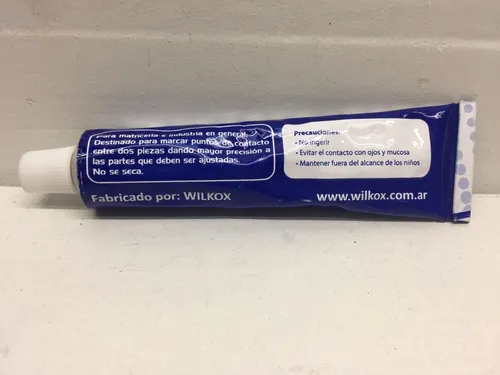 Para matricería e industria en general.
Destinado para marcar puntos de contacto
entre dos piezas dando mayor precisión a
las partes que deben ser ajustadas.
No se seca.
Precauciones:
• No ingerir
• Evitar el contacto con ojos y mucosa
• Mantener fuera del alcance de los niños
Fabricado por: WILKOX
www.wilkox.com.ar